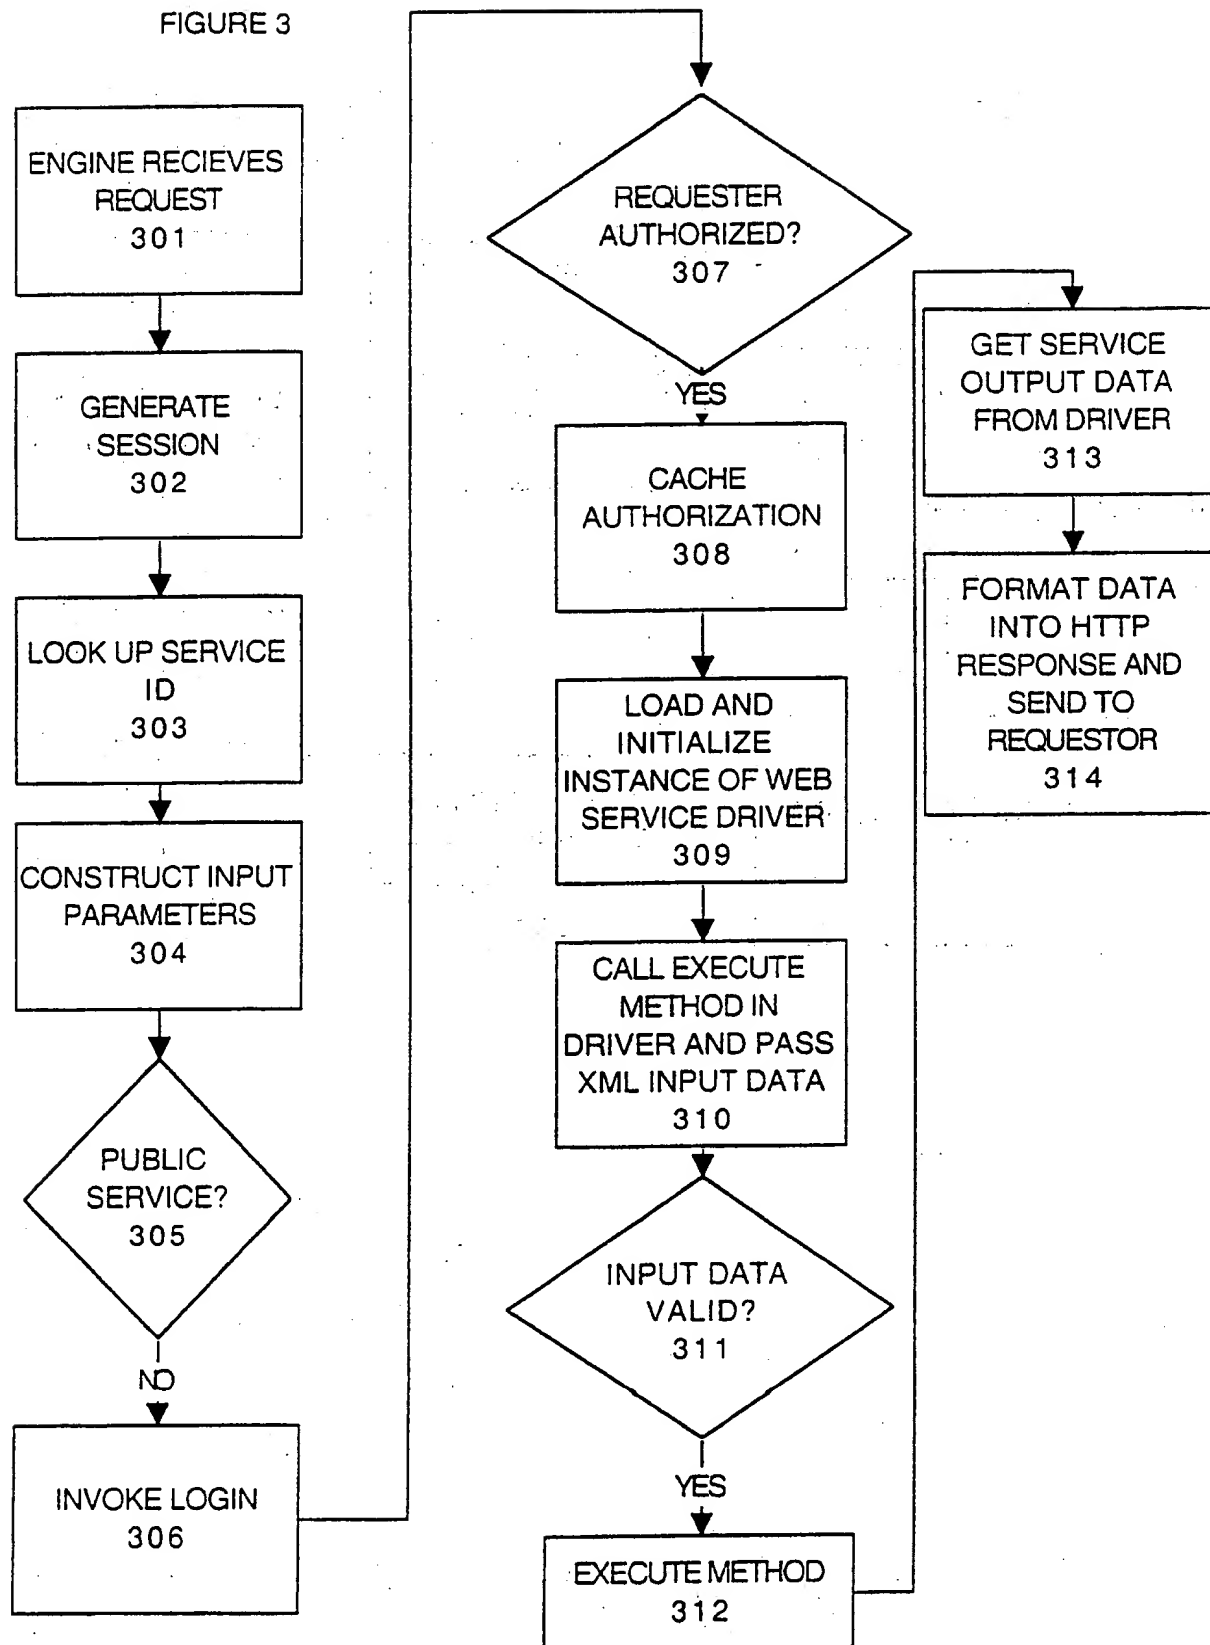 FIGURE 3
ENGINE RECIEVES
REQUEST
301
GENERATE
SESSION
302
LOOK UP SERVICE
ID
303
CONSTRUCT INPUT
PARAMETERS
304
PUBLIC
SERVICE?
305
NO
INVOKE LOGIN
306
REQUESTER
AUTHORIZED?
307
YES
CACHE
AUTHORIZATION
308
LOAD AND
INITIALIZE
INSTANCE OF WEB
SERVICE DRIVER
309
CALL EXECUTE
METHOD IN
DRIVER AND PASS
XML INPUT DATA
310
INPUT DATA
VALID?
311
YES
EXECUTE METHOD
312
GET SERVICE
OUTPUT DATA
FROM DRIVER
313
FORMAT DATA
INTO HTTP
RESPONSE AND
SEND TO
REQUESTOR
314